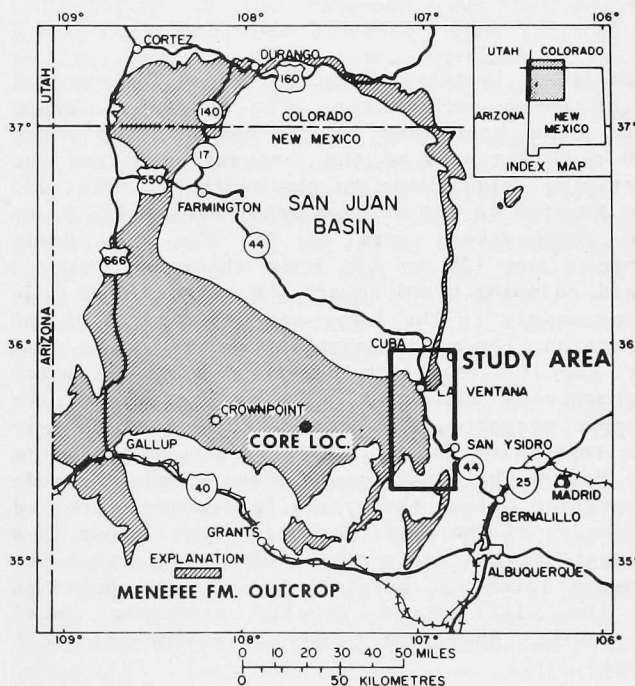 109° 108° 107° 106°
CORTEZ
DURANGO
160
UTAH COLORADO
UTAH
ARIZONA NEW MEXICO
INDEX MAP
140
COLORADO
37° 37°
NEW MEXICO
17
550
FARMINGTON
SAN JUAN
BASIN
44
666
ARIZONA
CUBA
36° 36°
STUDY AREA
LA VENTANA
CROWNPOINT
CORE LOC.
GALLUP
SAN YSIDRO
44
25
40
MADRID
BERNALILLO
GRANTS
35° 35°
EXPLANATION
ALBUQUERQUE
MENEFEE FM. OUTCROP
109° 108° 107° 106°
0 10 20 30 40 50 MILES
0 50 KILOMETRES